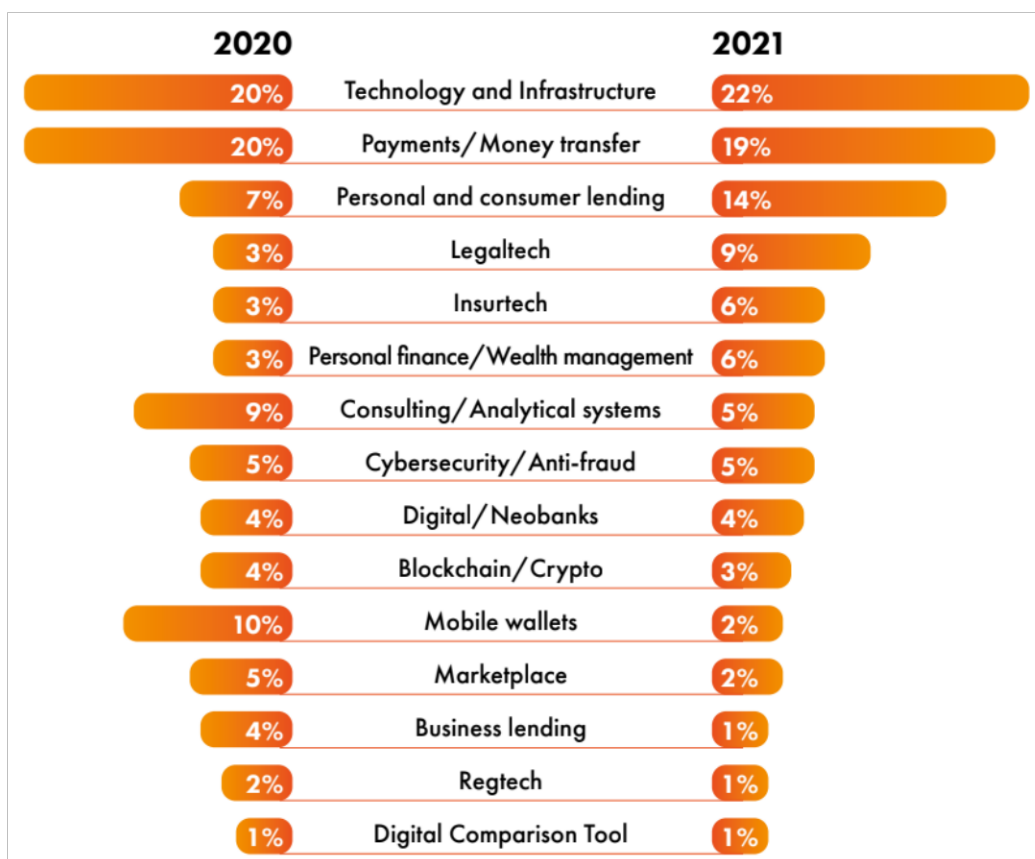 2020 2021
20% Technology and Infrastructure 22%
20% Payments/Money transfer 19%
7% Personal and consumer lending 14%
3% Legaltech 9%
3% Insurtech 6%
3% Personal finance/Wealth management 6%
9% Consulting/Analytical systems 5%
5% Cybersecurity/Anti-fraud 5%
4% Digital/Neobanks 4%
4% Blockchain/Crypto 3%
10% Mobile wallets 2%
5% Marketplace 2%
4% Business lending 1%
2% Regtech 1%
1% Digital Comparison Tool 1%